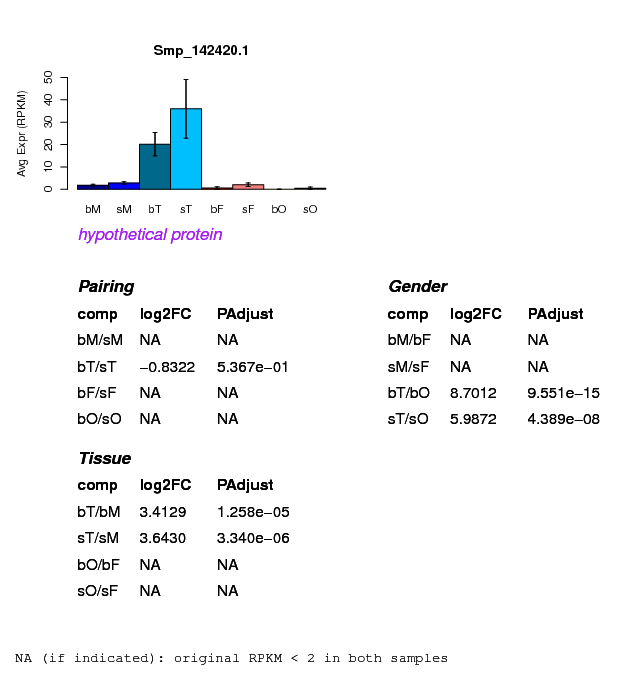 Smp_142420.1
Avg Expr (RPKM)
50
40
30
20
10
0
bM sM bT sT bF sF bO sO
hypothetical protein
Pairing
comp log2FC PAdjust
bM/sM NA NA
bT/sT −0.8322 5.367e−01
bF/sF NA NA
bO/sO NA NA
Gender
comp log2FC PAdjust
bM/bF NA NA
sM/sF NA NA
bT/bO 8.7012 9.551e−15
sT/sO 5.9872 4.389e−08
Tissue
comp log2FC PAdjust
bT/bM 3.4129 1.258e−05
sT/sM 3.6430 3.340e−06
bO/bF NA NA
sO/sF NA NA
NA (if indicated): original RPKM < 2 in both samples